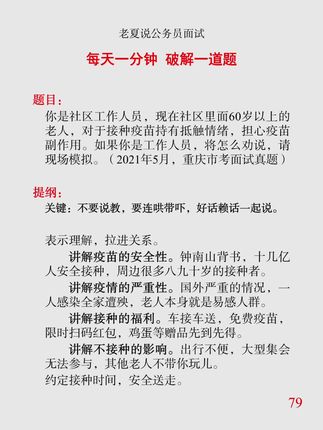 老夏说公务员面试
每天一分钟 破解一道题
题目：
你是社区工作人员，现在社区里面60岁以上的
老人，对于接种疫苗持有抵触情绪，担心疫苗
副作用。如果你是工作人员，将怎么劝说，请
现场模拟。（2021年5月，重庆市考面试真题）
提纲：
关键：不要说教，要连哄带吓，好话赖话一起说。
表示理解，拉进关系。
讲解疫苗的安全性。钟南山背书，十几亿
人安全接种，周边很多八九十岁的接种者。
讲解疫情的严重性。国外严重的情况，一
人感染全家遭殃，老人本身就是易感人群。
讲解接种的福利。车接车送，免费疫苗，
限时扫码红包，鸡蛋等赠品先到先得。
讲解不接种的影响。出行不便，大型集会
无法参与，其他老人不带你玩儿。
约定接种时间，安全送走。
79